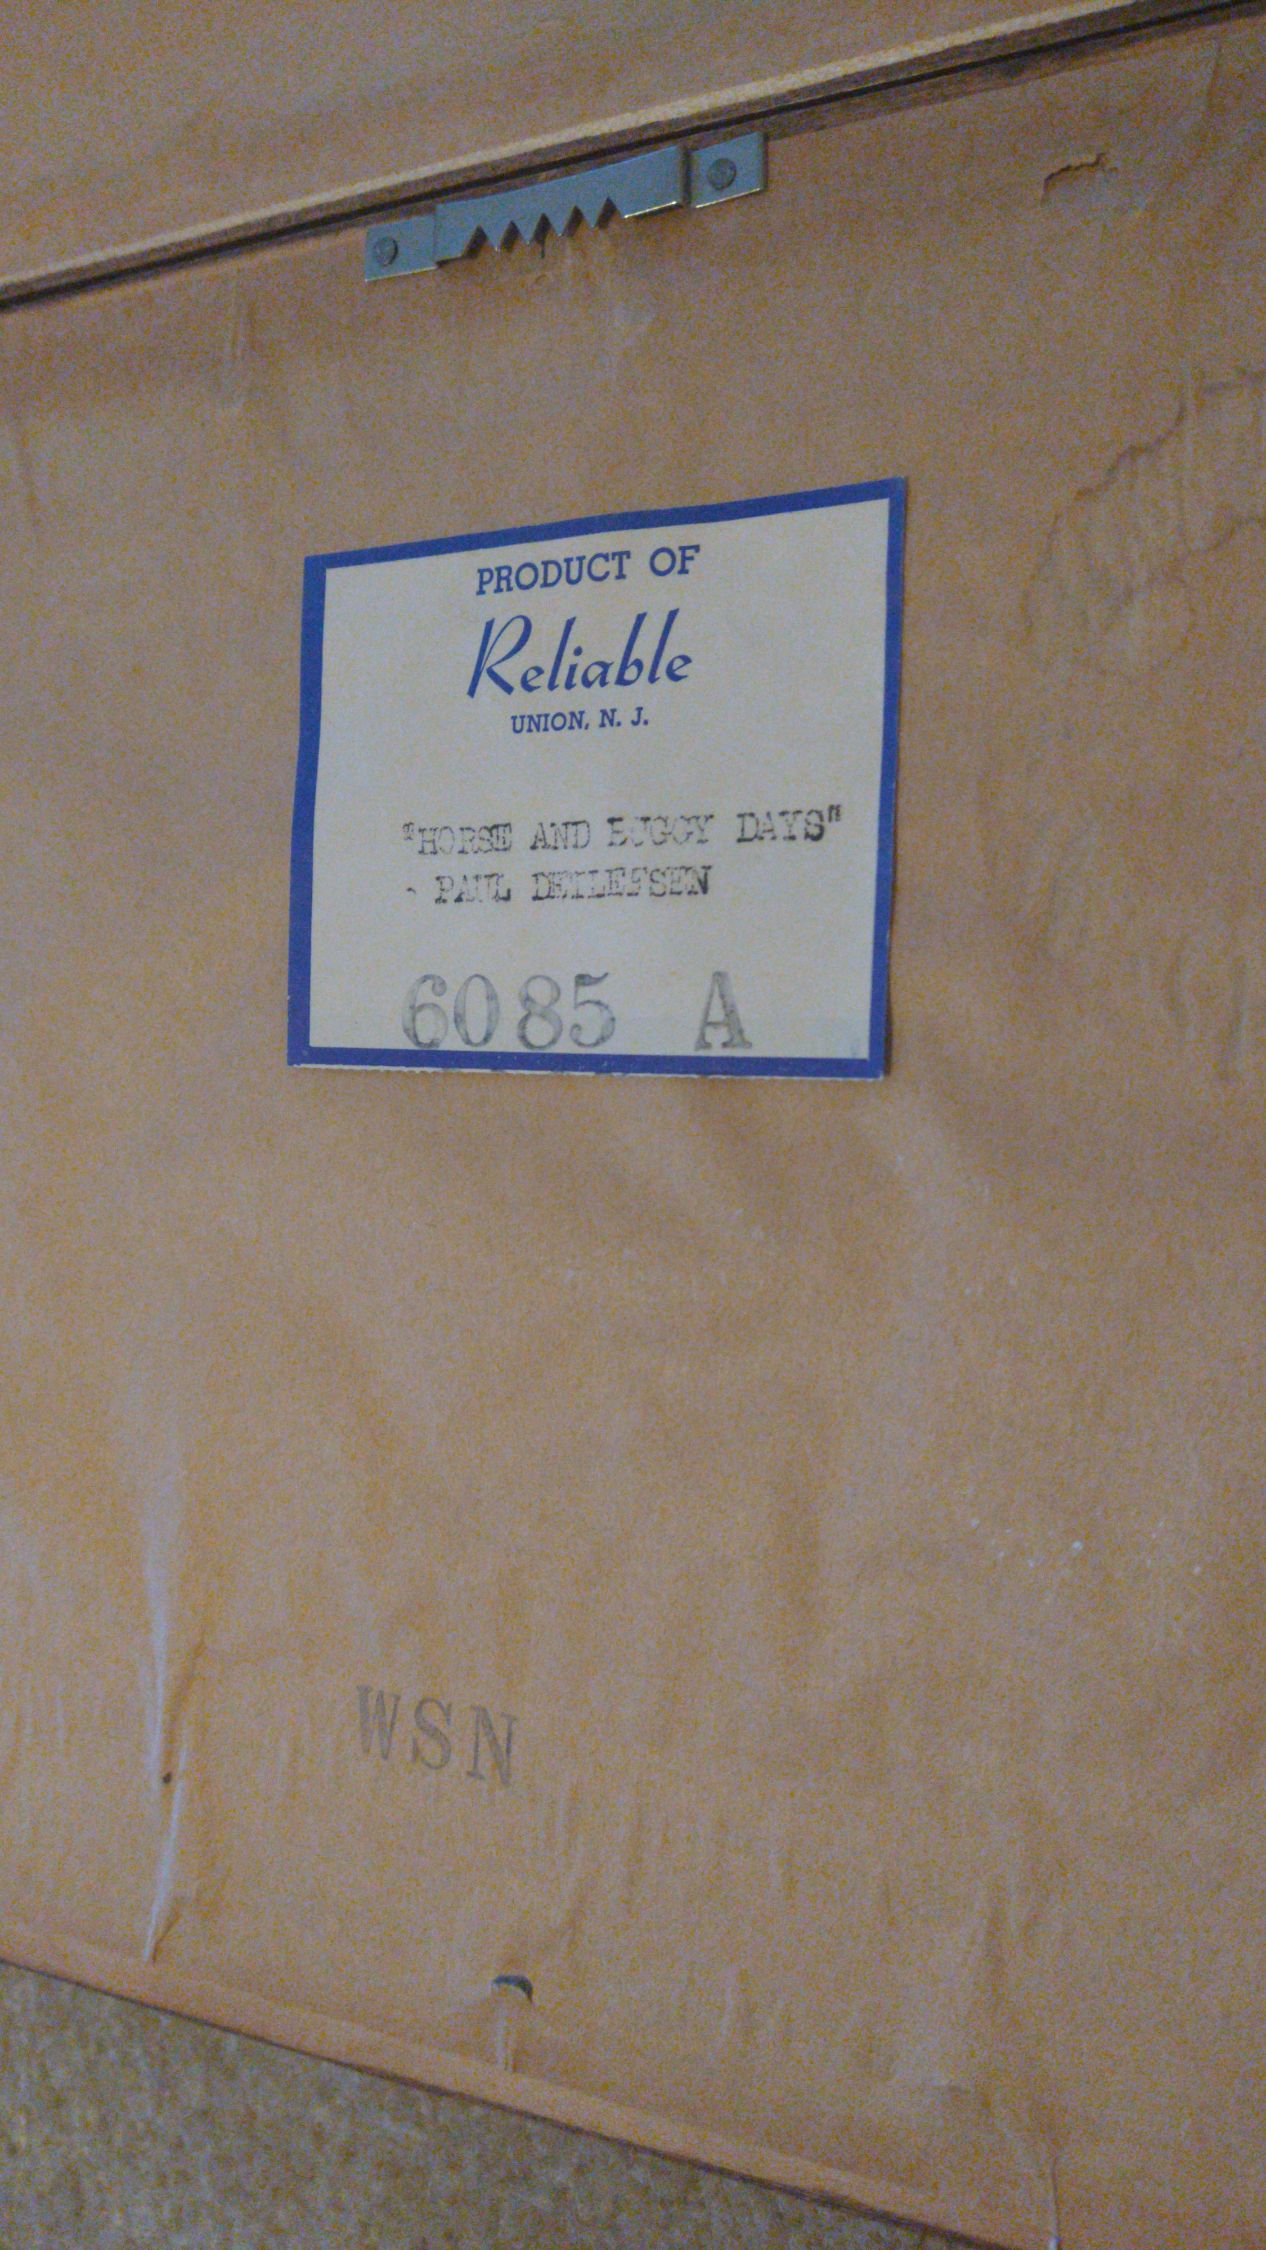 PRODUCT OF
Reliable
UNION, N. J.
"HORSE AND BUGGY DAYS"
- PAUL DETLEFSEN
6085 A
WSN